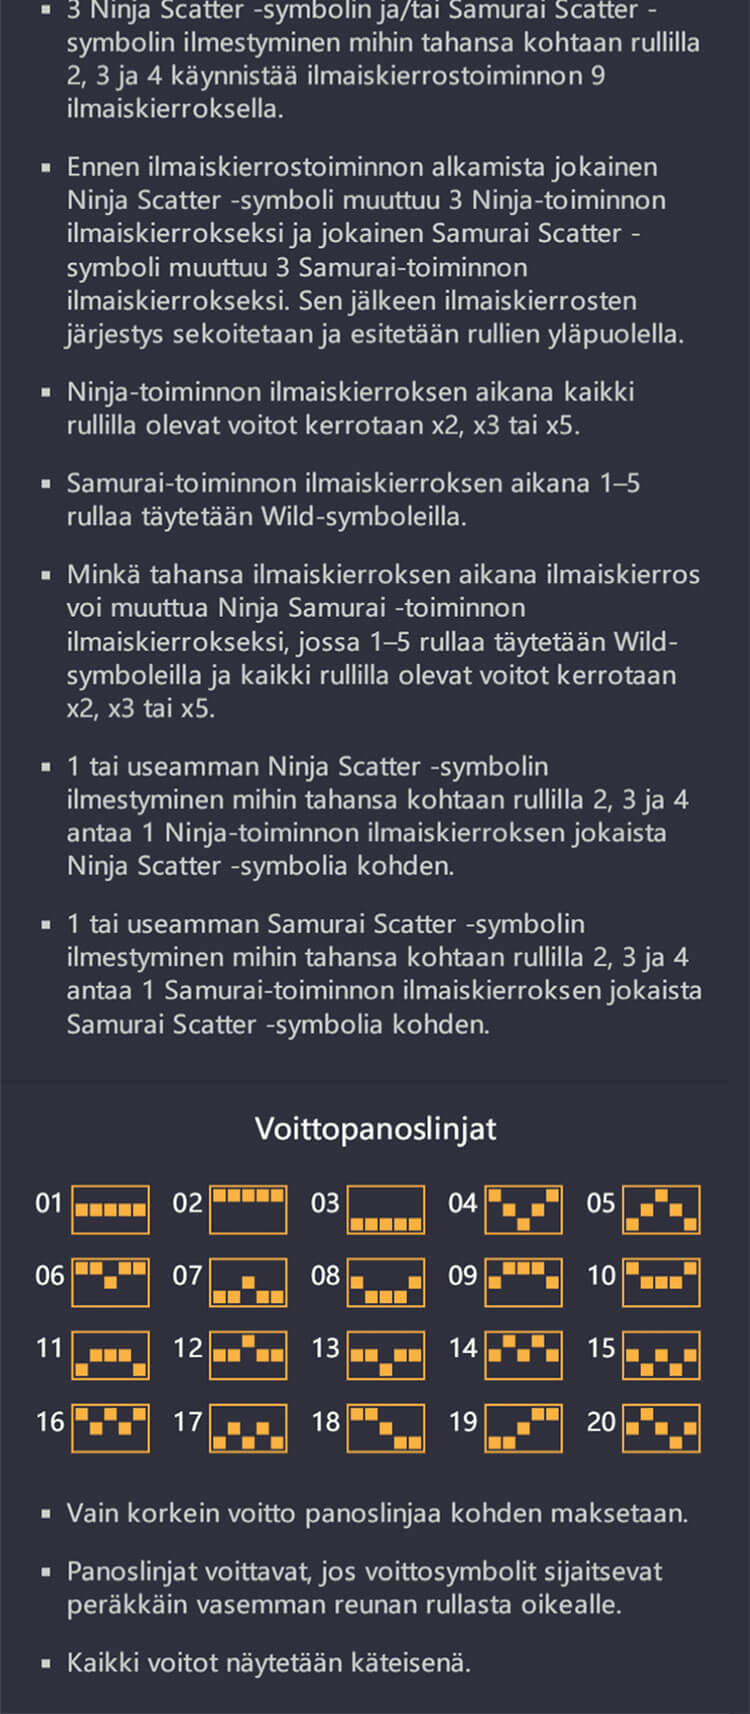 ▪ 3 Ninja Scatter -symbolin ja/tai Samurai Scatter -
symbolin ilmestyminen mihin tahansa kohtaan rullilla
2, 3 ja 4 käynnistää ilmaiskierrostoiminnon 9
ilmaiskierroksella.
▪ Ennen ilmaiskierrostoiminnon alkamista jokainen
Ninja Scatter -symboli muuttuu 3 Ninja-toiminnon
ilmaiskierrokseksi ja jokainen Samurai Scatter -
symboli muuttuu 3 Samurai-toiminnon
ilmaiskierrokseksi. Sen jälkeen ilmaiskierrosten
järjestys sekoitetaan ja esitetään rullien yläpuolella.
▪ Ninja-toiminnon ilmaiskierroksen aikana kaikki
rullilla olevat voitot kerrotaan x2, x3 tai x5.
▪ Samurai-toiminnon ilmaiskierroksen aikana 1–5
rullaa täytetään Wild-symboleilla.
▪ Minkä tahansa ilmaiskierroksen aikana ilmaiskierros
voi muuttua Ninja Samurai -toiminnon
ilmaiskierrokseksi, jossa 1–5 rullaa täytetään Wild-
symboleilla ja kaikki rullilla olevat voitot kerrotaan
x2, x3 tai x5.
▪ 1 tai useamman Ninja Scatter -symbolin
ilmestyminen mihin tahansa kohtaan rullilla 2, 3 ja 4
antaa 1 Ninja-toiminnon ilmaiskierroksen jokaista
Ninja Scatter -symbolia kohden.
▪ 1 tai useamman Samurai Scatter -symbolin
ilmestyminen mihin tahansa kohtaan rullilla 2, 3 ja 4
antaa 1 Samurai-toiminnon ilmaiskierroksen jokaista
Samurai Scatter -symbolia kohden.
Voittopanoslinjat
01 02 03 04 05
06 07 08 09 10
11 12 13 14 15
16 17 18 19 20
▪ Vain korkein voitto panoslinjaa kohden maksetaan.
▪ Panoslinjat voittavat, jos voittosymbolit sijaitsevat
peräkkäin vasemman reunan rullasta oikealle.
▪ Kaikki voitot näytetään käteisenä.